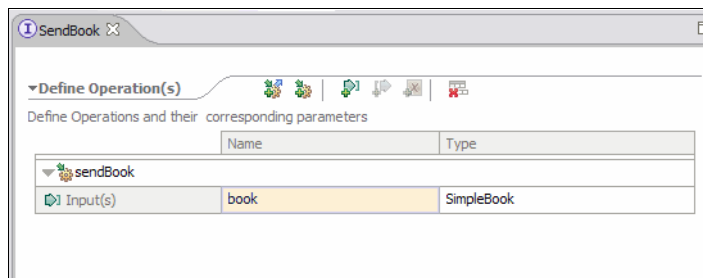 SendBook
Define Operation(s)
Define Operations and their corresponding parameters
Name Type
sendBook
Input(s) book SimpleBook